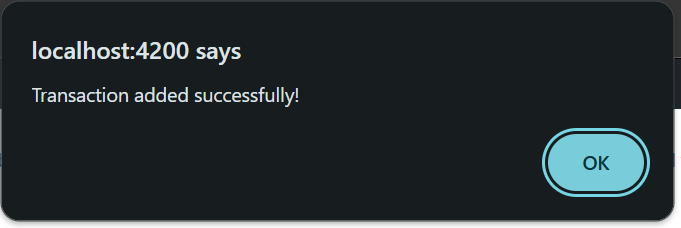 localhost:4200 says
Transaction added successfully!
OK